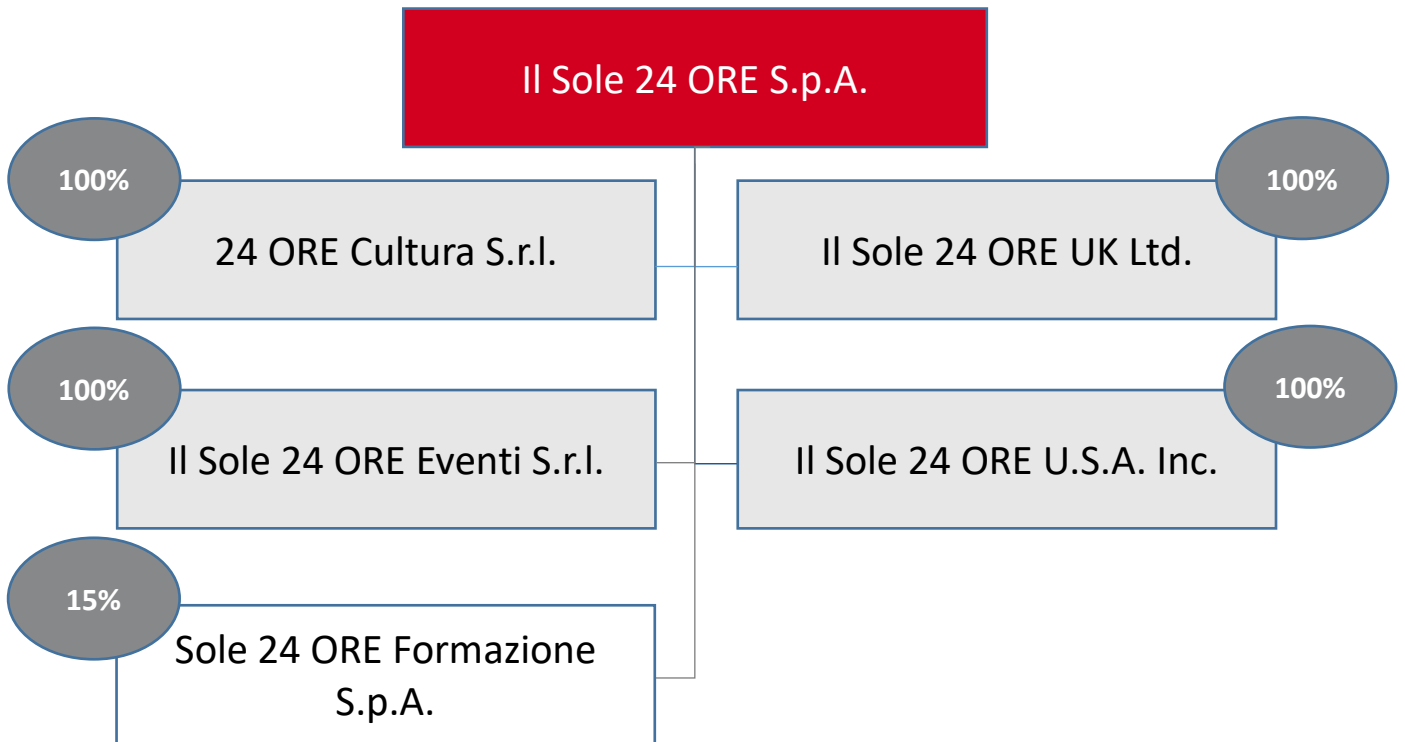 Il Sole 24 ORE S.p.A.
100%
24 ORE Cultura S.r.l.
100%
Il Sole 24 ORE UK Ltd.
100%
Il Sole 24 ORE Eventi S.r.l.
100%
Il Sole 24 ORE U.S.A. Inc.
15%
Sole 24 ORE Formazione
S.p.A.